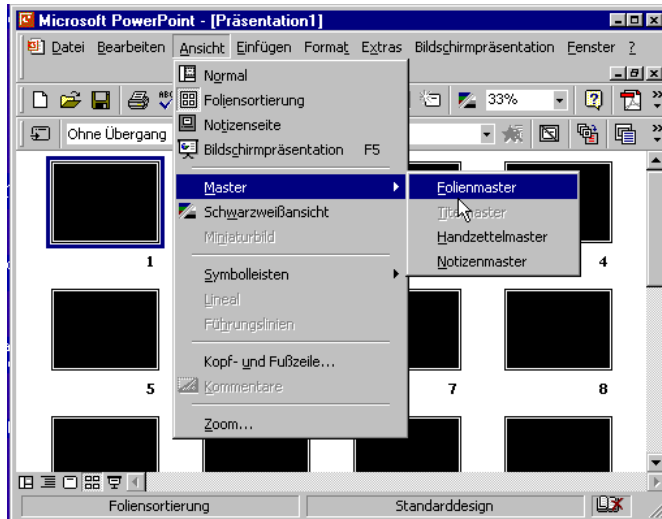 Microsoft PowerPoint - [Präsentation1]
Datei Bearbeiten Ansicht Einfügen Format Extras Bildschirmpräsentation Fenster ?
33%
Ohne Übergang
Normal
Foliensortierung
Notizenseite
Bildschirmpräsentation F5
Master
Schwarzweißansicht
Miniaturbild
Symbolleisten
Lineal
Führungslinien
Kopf- und Fußzeile...
Kommentare
Zoom...
Folienmaster
Titelmaster
Handzettelmaster
Notizenmaster
1
4
5
7
8
Foliensortierung
Standarddesign